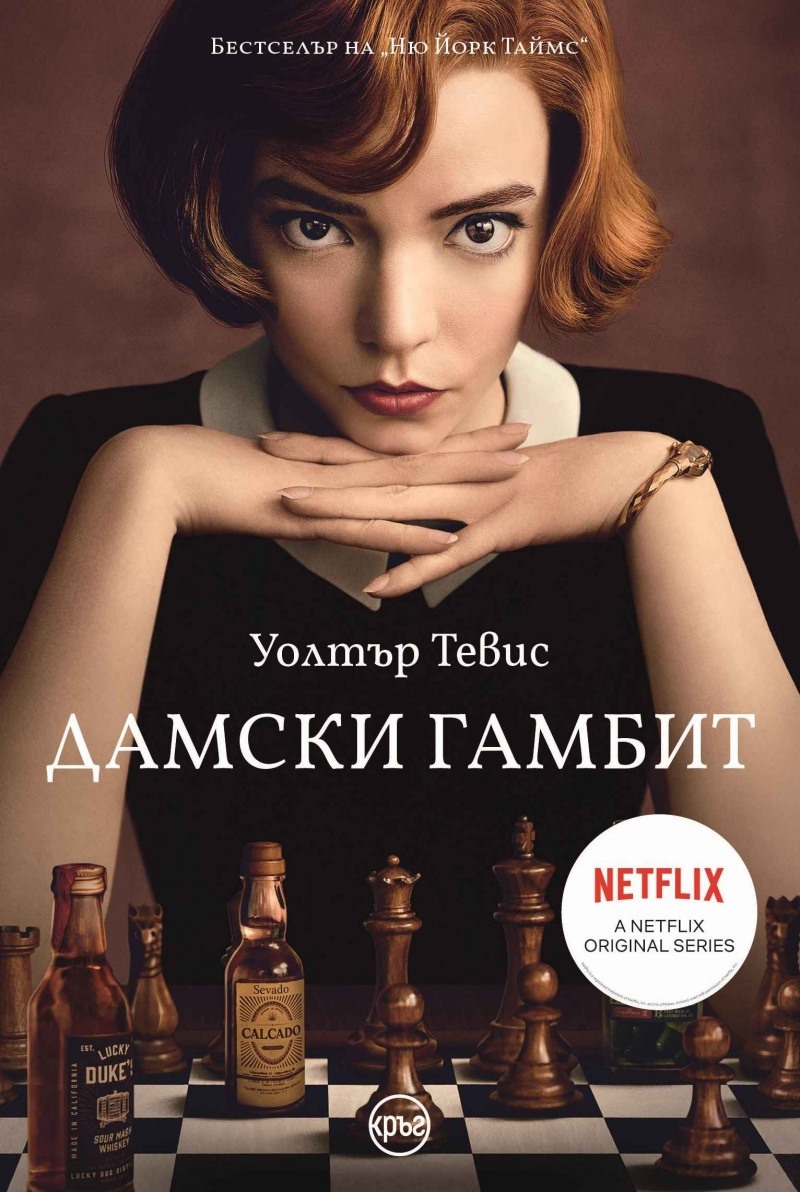 Бестселър на „Ню Йорк Таймс“
Уолтър Тевис
ДАМСКИ ГАМБИТ
NETFLIX
A NETFLIX
ORIGINAL SERIES
Sevado
CALCADO
EST.
LUCKY
DUKE'S
MADE IN CALIFORNIA
SOUR MASH
WHISKEY
кръг